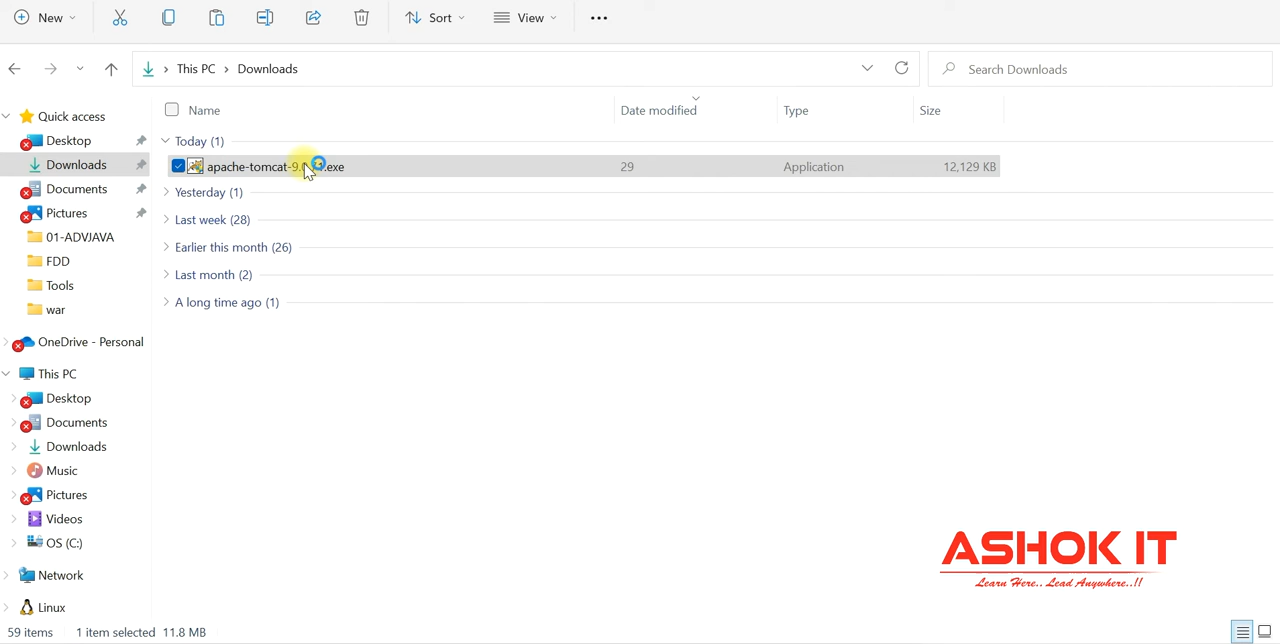 New
Sort
View
This PC
Downloads
Search Downloads
Name
Date modified
Type
Size
Quick access
Desktop
Downloads
Documents
Pictures
01-ADVJAVA
FDD
Tools
war
OneDrive - Personal
This PC
Desktop
Documents
Downloads
Music
Pictures
Videos
OS (C:)
Network
Linux
Today (1)
apache-tomcat-9. .exe 29 Application 12,129 KB
Yesterday (1)
Last week (28)
Earlier this month (26)
Last month (2)
A long time ago (1)
ASHOK IT
Learn Here.. Lead Anywhere..!!
59 items 1 item selected 11.8 MB